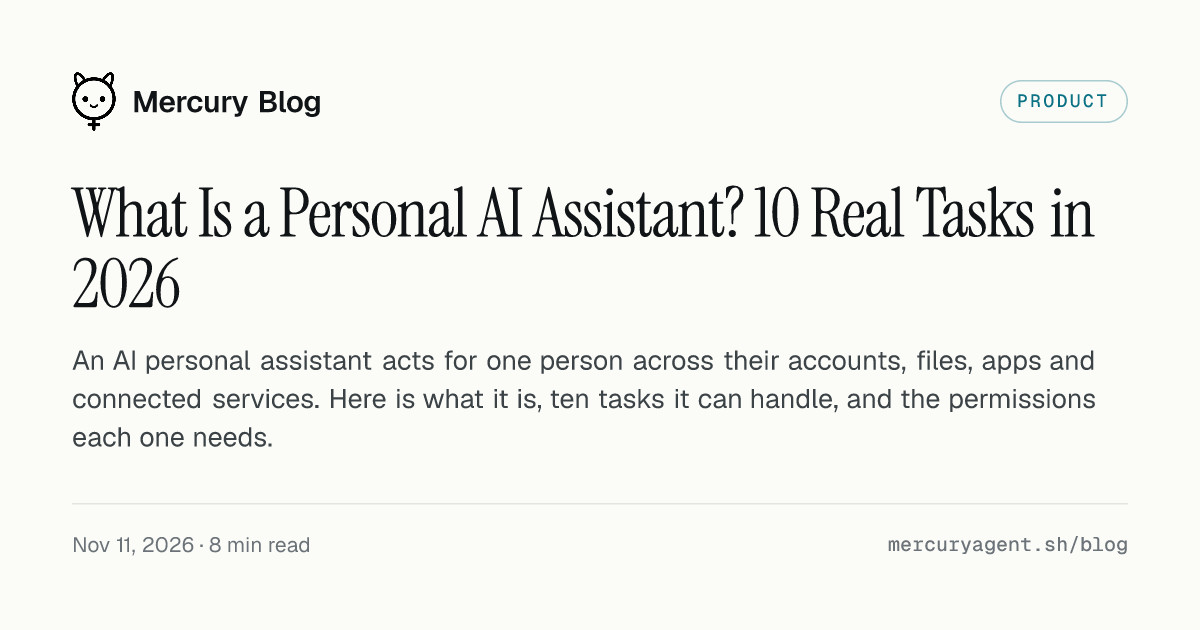 Mercury Blog
PRODUCT
What Is a Personal AI Assistant? 10 Real Tasks in
2026
An AI personal assistant acts for one person across their accounts, files, apps and
connected services. Here is what it is, ten tasks it can handle, and the permissions
each one needs.
Nov 11, 2026 · 8 min read
mercuryagent.sh/blog